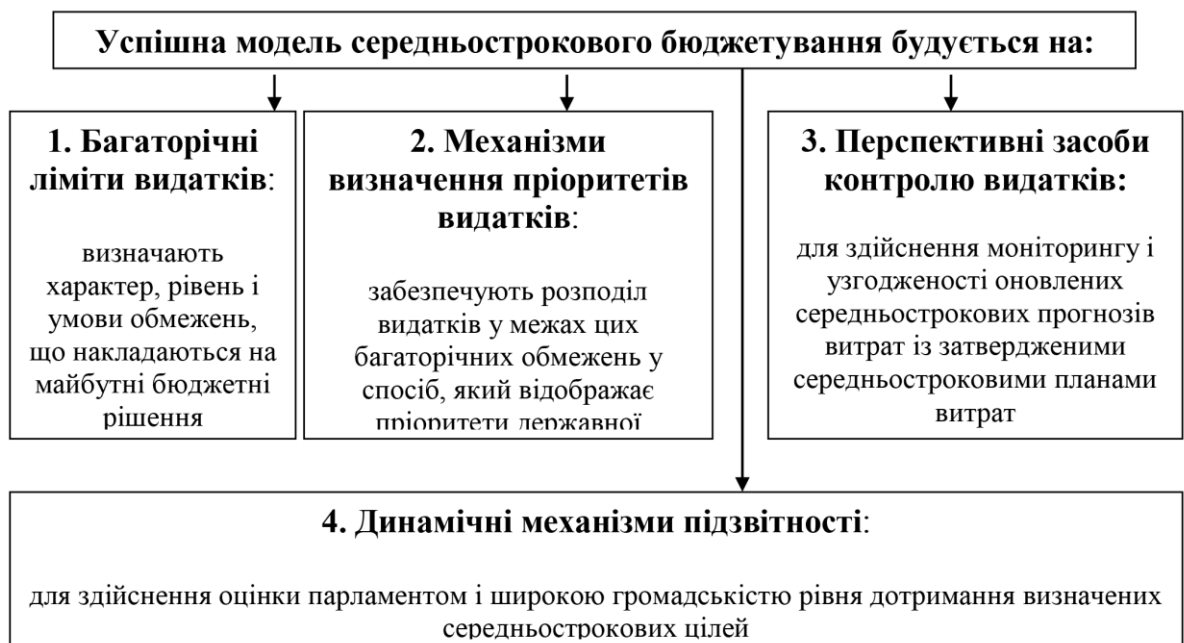 Успішна модель середньострокового бюджетування будується на:
1. Багаторічні
ліміти видатків:
визначають
характер, рівень і
умови обмежень,
що накладаються на
майбутні бюджетні
рішення
2. Механізми
визначення пріоритетів
видатків:
забезпечують розподіл
видатків у межах цих
багаторічних обмежень у
спосіб, який відображає
пріоритети державної
3. Перспективні засоби
контролю видатків:
для здійснення моніторингу і
узгодженості оновлених
середньострокових прогнозів
витрат із затвердженими
середньостроковими планами
витрат
4. Динамічні механізми підзвітності:
для здійснення оцінки парламентом і широкою громадськістю рівня дотримання визначених
середньострокових цілей